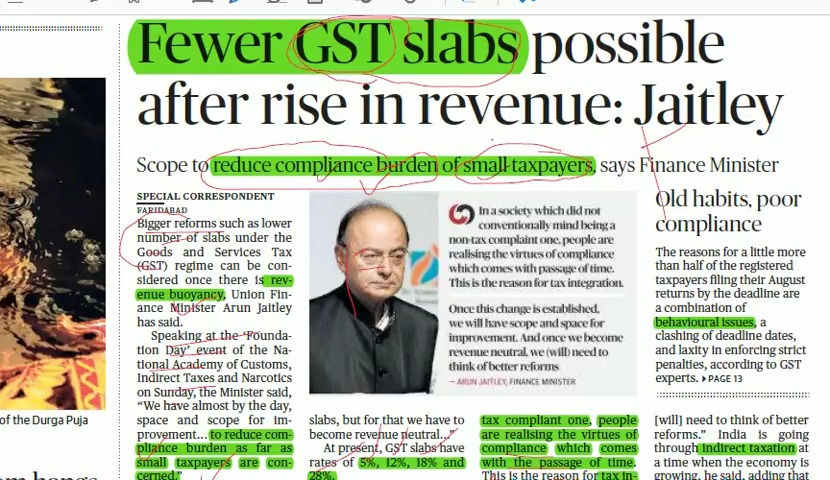 Fewer GST slabs possible
after rise in revenue: Jaitley
Scope to reduce compliance burden of small taxpayers, says Finance Minister
SPECIAL CORRESPONDENT
FARIDABAD
Bigger reforms such as lower
number of slabs under the
Goods and Services Tax
(GST) regime can be con-
sidered once there is rev-
enue buoyancy, Union Fin-
ance Minister Arun Jaitley
has said.
Speaking at the ‘Founda-
tion Day’ event of the Na-
tional Academy of Customs,
Indirect Taxes and Narcotics
on Sunday, the Minister said,
“We have almost by the day,
space and scope for im-
provement... to reduce com-
pliance burden as far as
small taxpayers are con-
cerned.”
In a society which did not
conventionally mind being a
non-tax complaint one, people are
realising the virtues of compliance
which comes with passage of time.
This is the reason for tax integration.
Once this change is established,
we will have scope and space for
improvement. And once we become
revenue neutral, we (will) need to
think of better reforms
— ARUN JAITLEY, FINANCE MINISTER
slabs, but for that we have to
become revenue neutral...”
At present, GST slabs have
rates of 5%, 12%, 18% and
28%.
tax compliant one, people
are realising the virtues of
compliance which comes
with the passage of time.
This is the reason for tax in-
Old habits, poor
compliance
The reasons for a little more
than half of the registered
taxpayers filing their August
returns by the deadline are
a combination of
behavioural issues, a
clashing of deadline dates,
and laxity in enforcing strict
penalties, according to GST
experts. ▸ PAGE 13
[will] need to think of better
reforms.” India is going
through indirect taxation at
a time when the economy is
growing, he said, adding that
of the Durga Puja